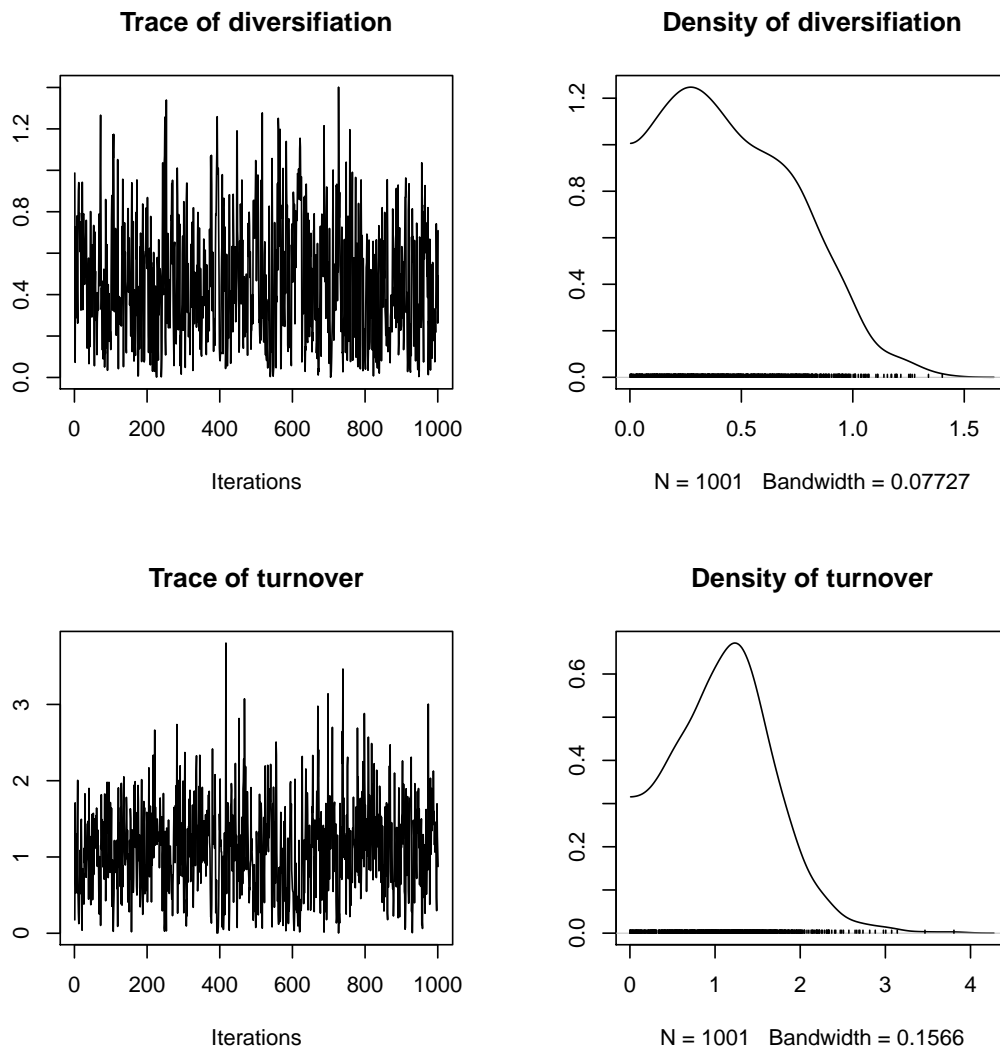 Trace of diversifiation
Density of diversifiation
0.0 0.4 0.8 1.2
0 200 400 600 800 1000
Iterations
0.0 0.4 0.8 1.2
0.0 0.5 1.0 1.5
N = 1001 Bandwidth = 0.07727
Trace of turnover
Density of turnover
0 1 2 3
0 200 400 600 800 1000
Iterations
0.0 0.2 0.4 0.6
0 1 2 3 4
N = 1001 Bandwidth = 0.1566